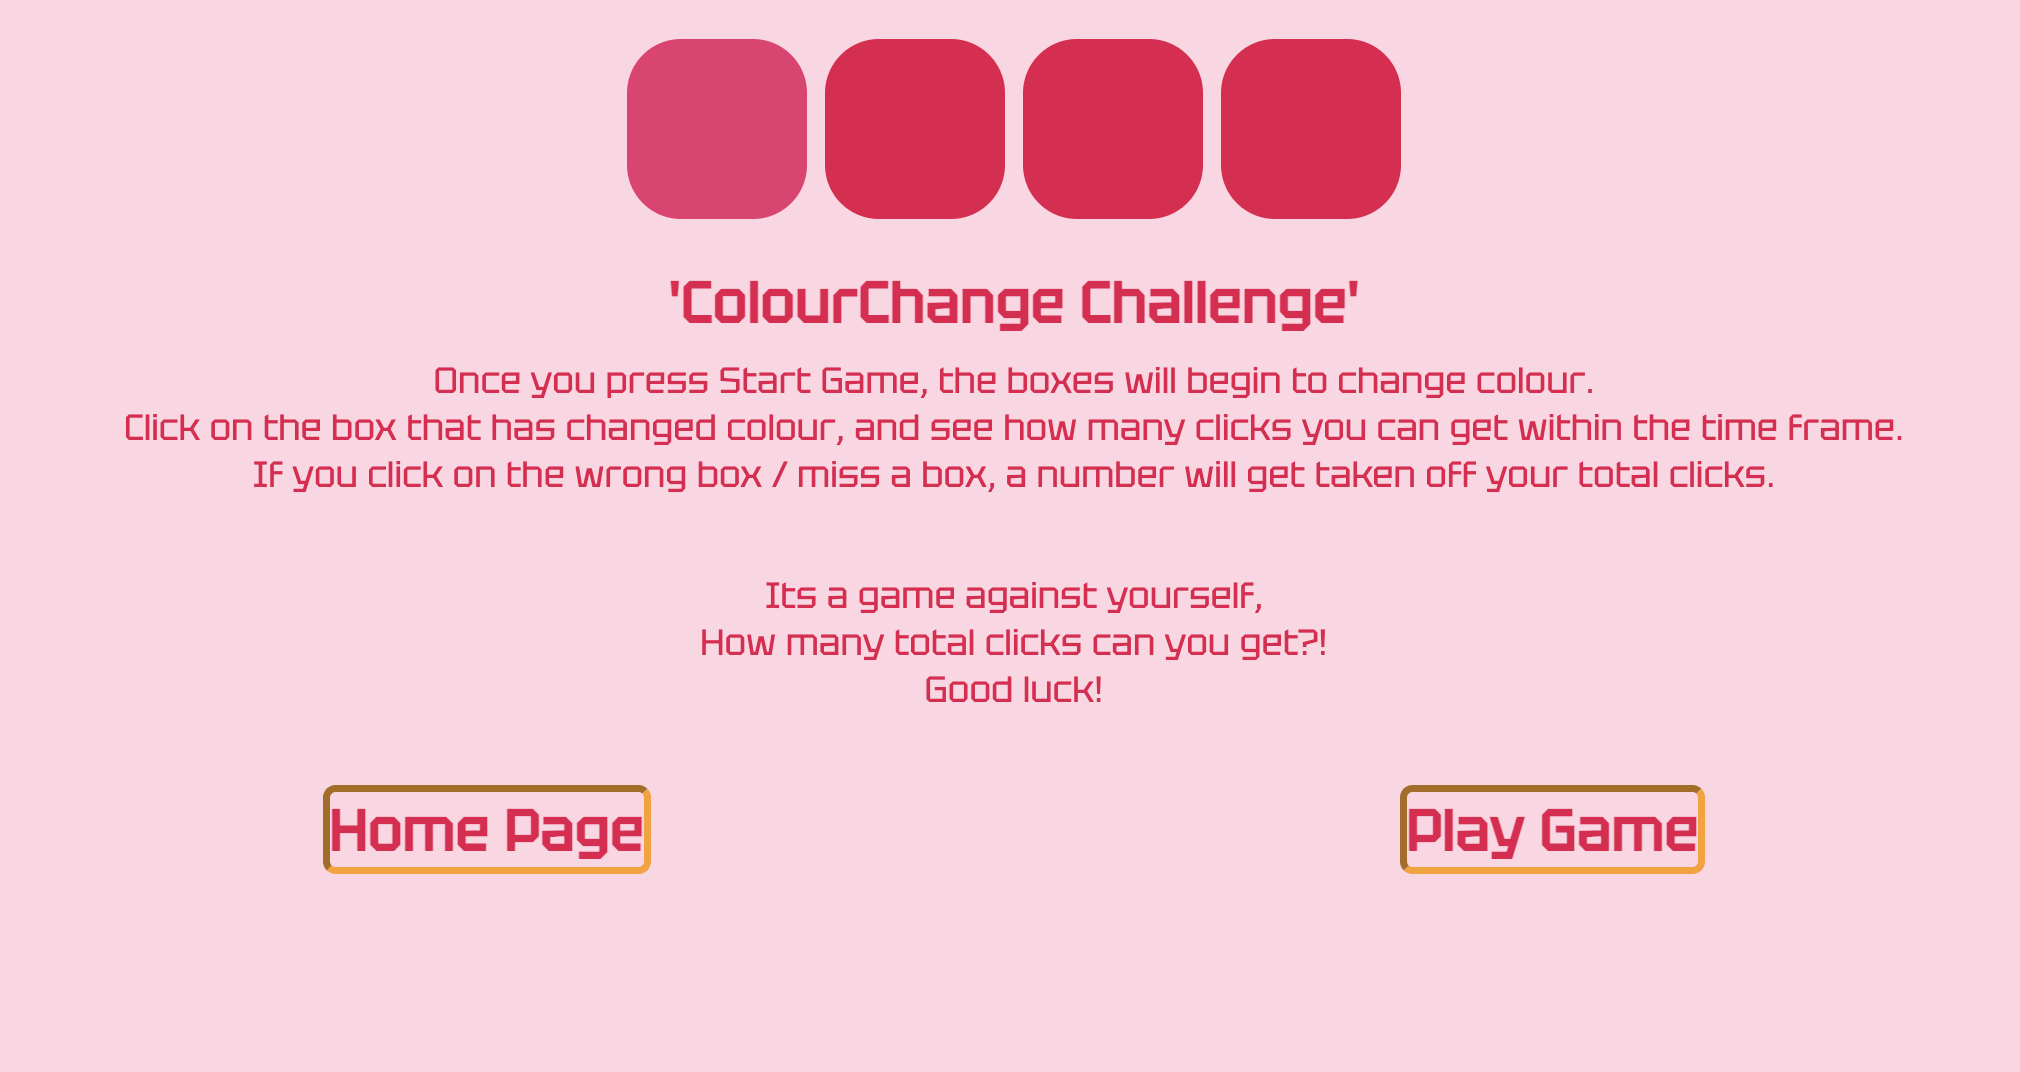 'ColourChange Challenge'
Once you press Start Game, the boxes will begin to change colour.
Click on the box that has changed colour, and see how many clicks you can get within the time frame.
If you click on the wrong box / miss a box, a number will get taken off your total clicks.
Its a game against yourself,
How many total clicks can you get?!
Good luck!
Home Page
Play Game